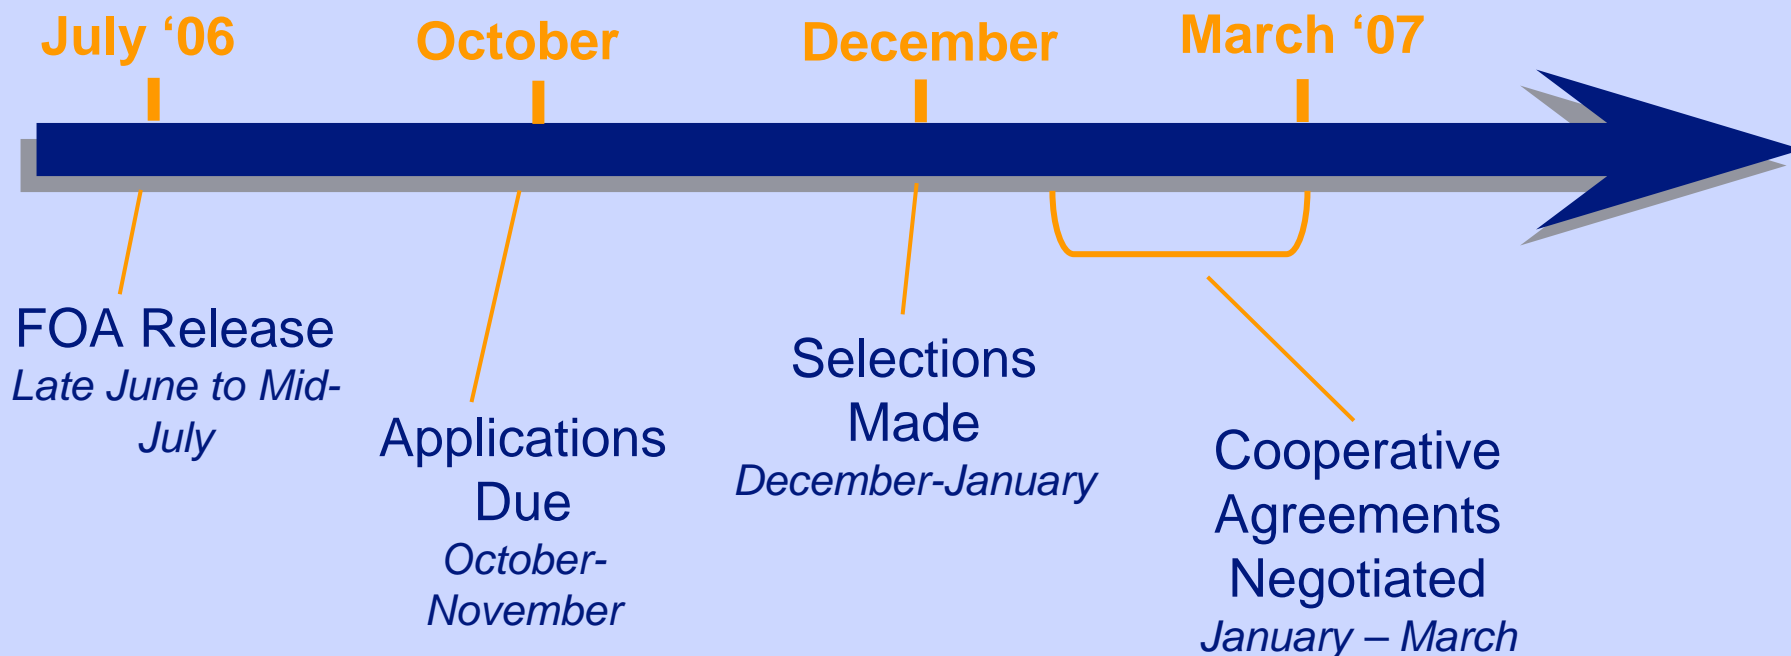 July ‘06
October
December
March ‘07
FOA Release
Late June to Mid-
July
Applications
Due
October-
November
Selections
Made
December-January
Cooperative
Agreements
Negotiated
January – March